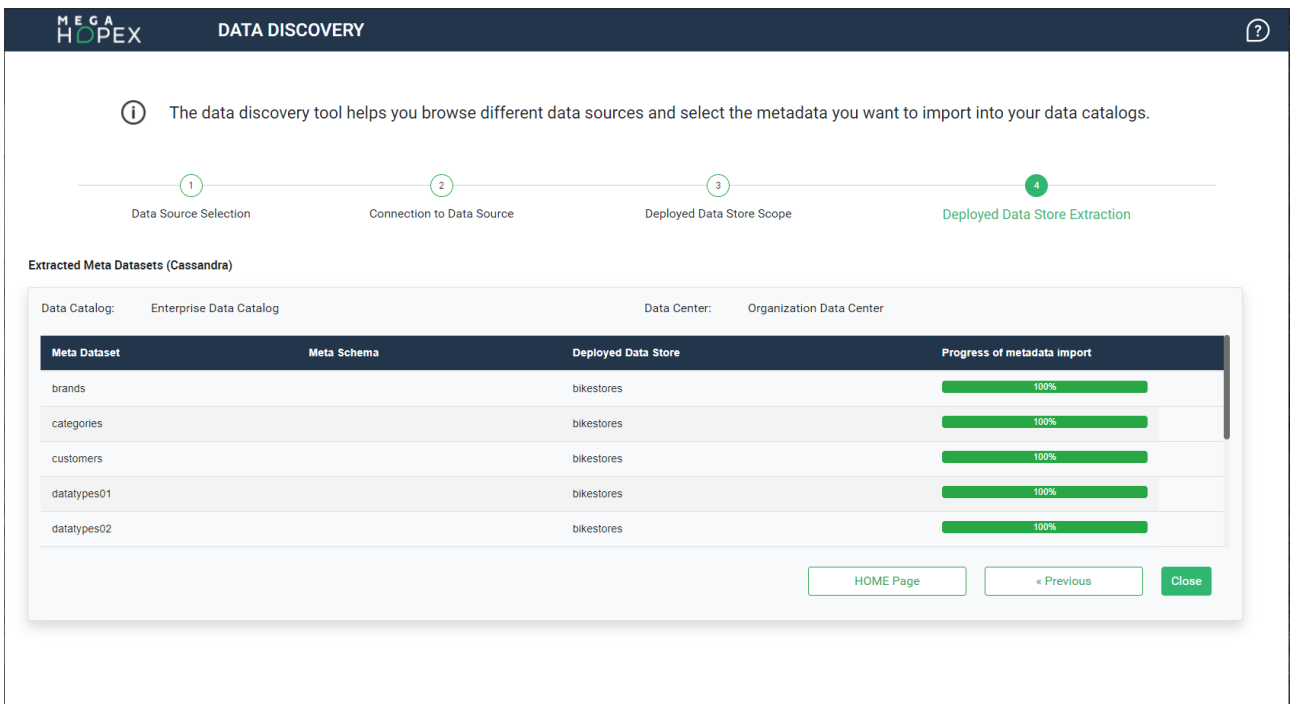 MEGA
HOPEX
DATA DISCOVERY
?
i
The data discovery tool helps you browse different data sources and select the metadata you want to import into your data catalogs.
1
2
3
4
Data Source Selection
Connection to Data Source
Deployed Data Store Scope
Deployed Data Store Extraction
Extracted Meta Datasets (Cassandra)
Data Catalog: Enterprise Data Catalog Data Center: Organization Data Center
Meta Dataset Meta Schema Deployed Data Store Progress of metadata import
brands bikestores 100%
categories bikestores 100%
customers bikestores 100%
datatypes01 bikestores 100%
datatypes02 bikestores 100%
HOME Page « Previous Close